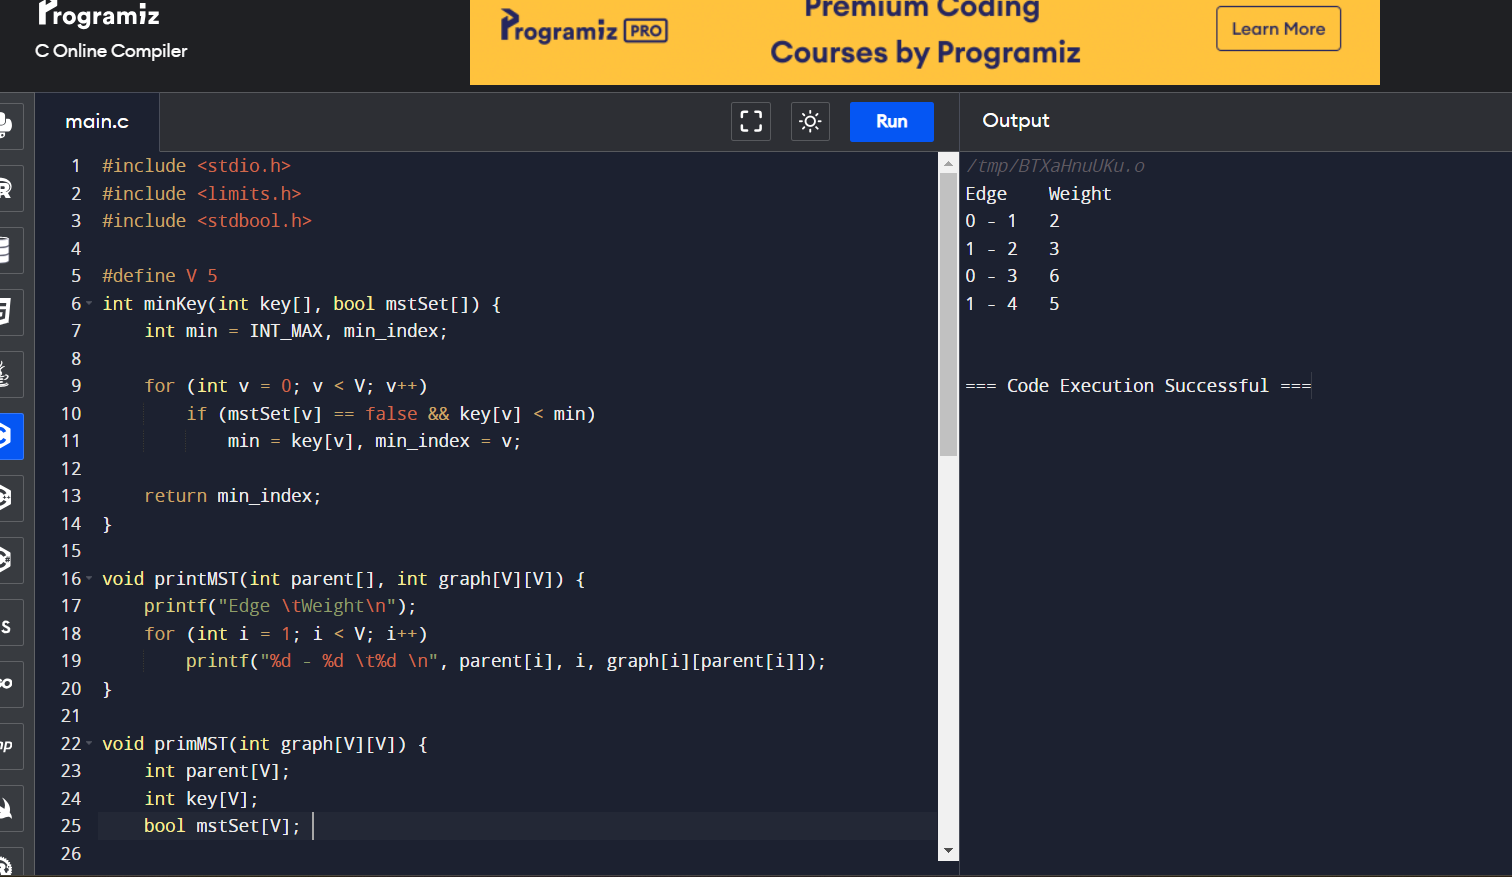 Programiz
C Online Compiler
Programiz PRO
Premium Coding
Courses by Programiz
Learn More
main.c
Run
Output
1 #include <stdio.h>
2 #include <limits.h>
3 #include <stdbool.h>
4
5 #define V 5
6 int minKey(int key[], bool mstSet[]) {
7     int min = INT_MAX, min_index;
8
9     for (int v = 0; v < V; v++)
10         if (mstSet[v] == false && key[v] < min)
11             min = key[v], min_index = v;
12
13     return min_index;
14 }
15
16 void printMST(int parent[], int graph[V][V]) {
17     printf("Edge \tWeight\n");
18     for (int i = 1; i < V; i++)
19         printf("%d - %d \t%d \n", parent[i], i, graph[i][parent[i]]);
20 }
21
22 void primMST(int graph[V][V]) {
23     int parent[V];
24     int key[V];
25     bool mstSet[V];
26
/tmp/BTXaHnuUKu.o
Edge    Weight
0 - 1   2
1 - 2   3
0 - 3   6
1 - 4   5
=== Code Execution Successful ===